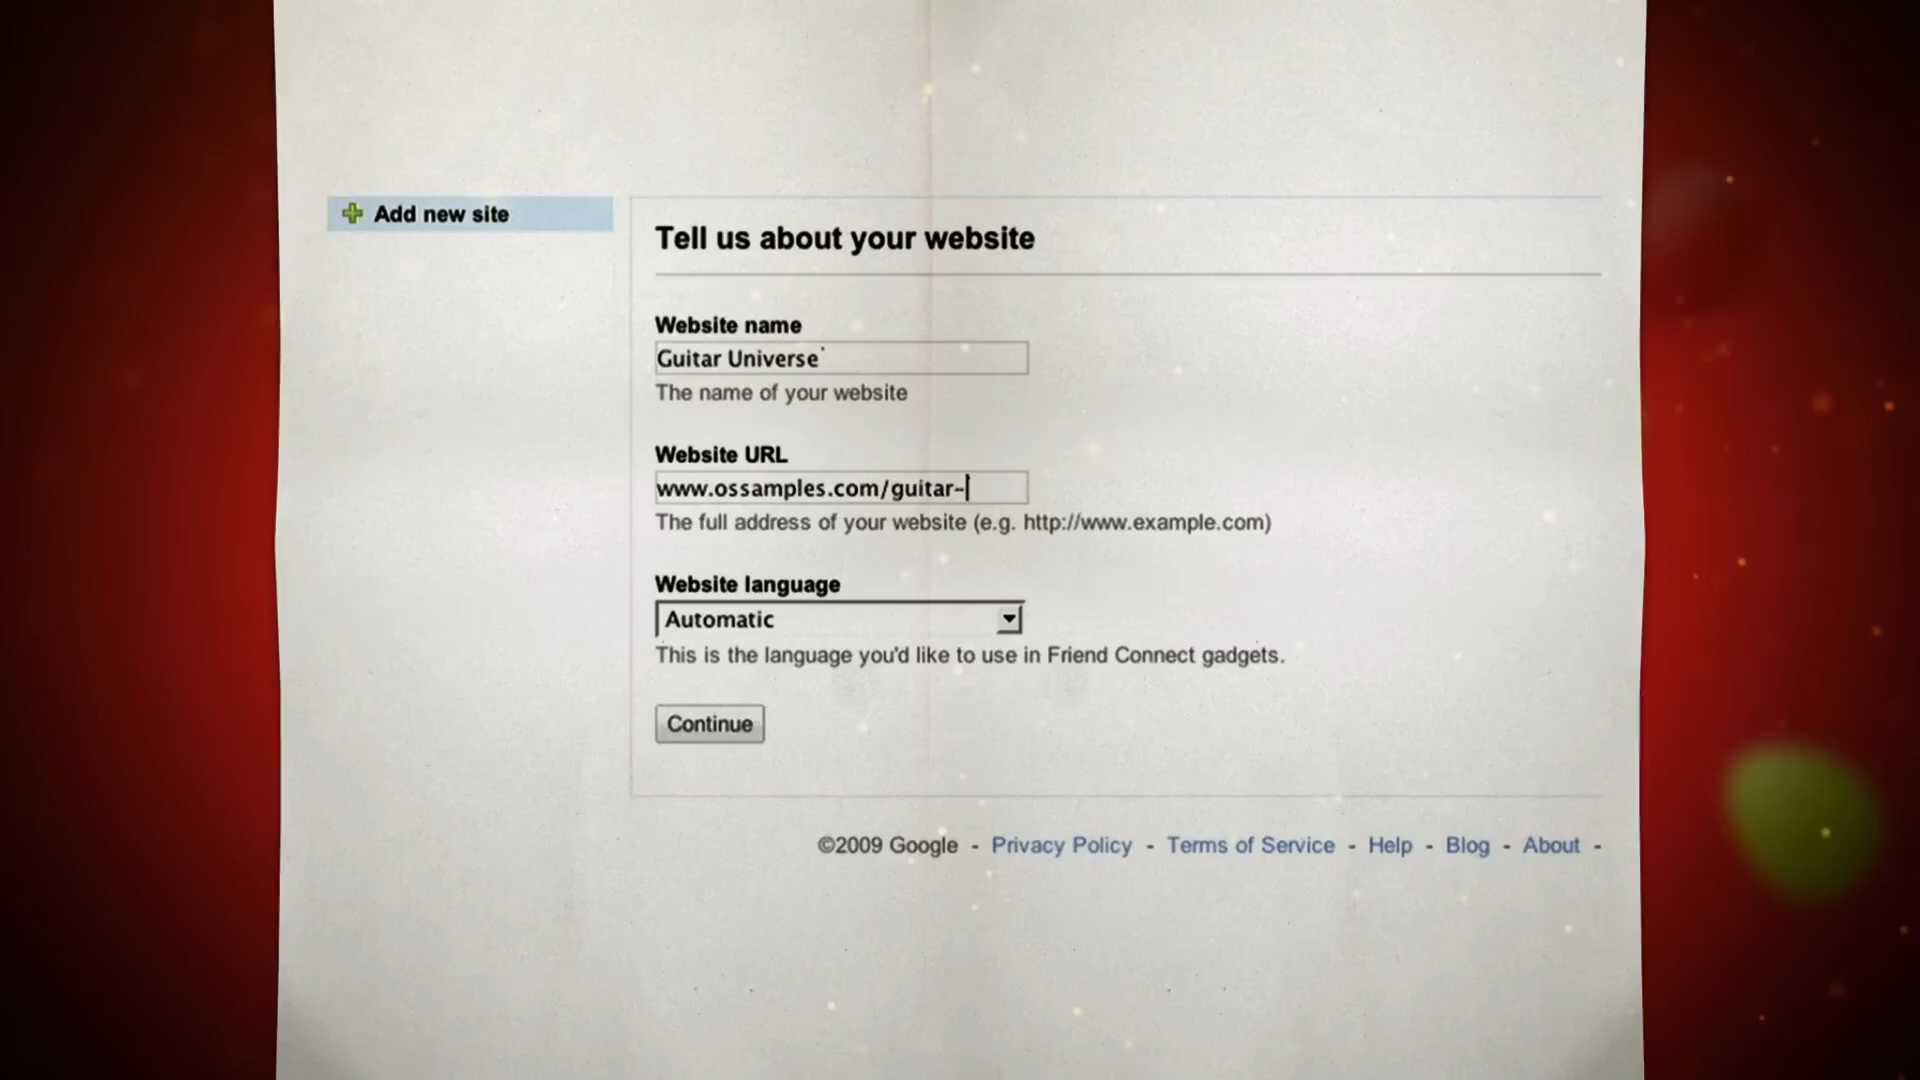 Add new site
Tell us about your website
Website name
Guitar Universe
The name of your website
Website URL
www.ossamples.com/guitar-
The full address of your website (e.g. http://www.example.com)
Website language
Automatic
This is the language you'd like to use in Friend Connect gadgets.
Continue
©2009 Google - Privacy Policy - Terms of Service - Help - Blog - About -